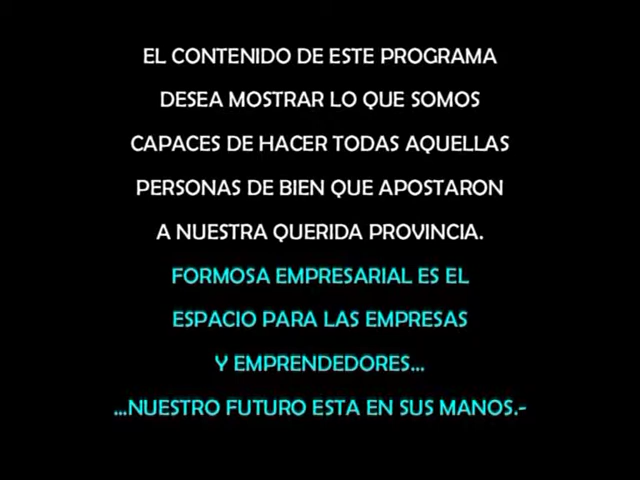 EL CONTENIDO DE ESTE PROGRAMA
DESEA MOSTRAR LO QUE SOMOS
CAPACES DE HACER TODAS AQUELLAS
PERSONAS DE BIEN QUE APOSTARON
A NUESTRA QUERIDA PROVINCIA.
FORMOSA EMPRESARIAL ES EL
ESPACIO PARA LAS EMPRESAS
Y EMPRENDEDORES...
...NUESTRO FUTURO ESTA EN SUS MANOS.-